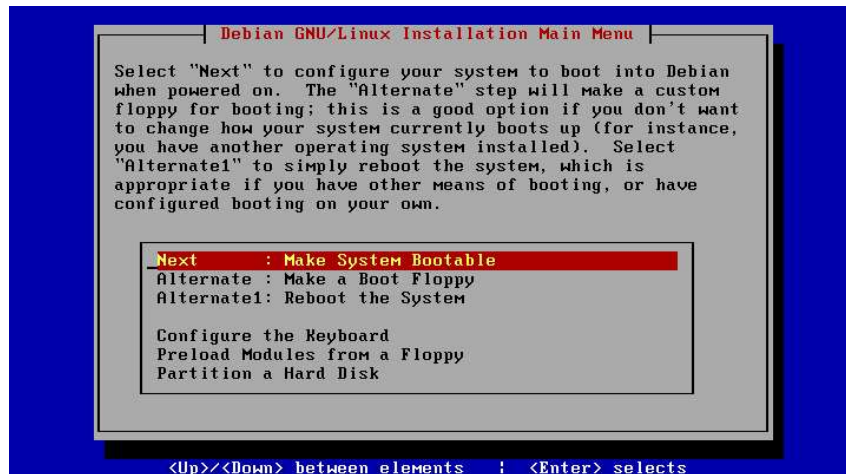 Debian GNU/Linux Installation Main Menu
Select "Next" to configure your system to boot into Debian
when powered on.  The "Alternate" step will make a custom
floppy for booting; this is a good option if you don't want
to change how your system currently boots up (for instance,
you have another operating system installed).  Select
"Alternate1" to simply reboot the system, which is
appropriate if you have other means of booting, or have
configured booting on your own.
Next      : Make System Bootable
Alternate : Make a Boot Floppy
Alternate1: Reboot the System
Configure the Keyboard
Preload Modules from a Floppy
Partition a Hard Disk
<Up>/<Down> between elements  ¦  <Enter> selects